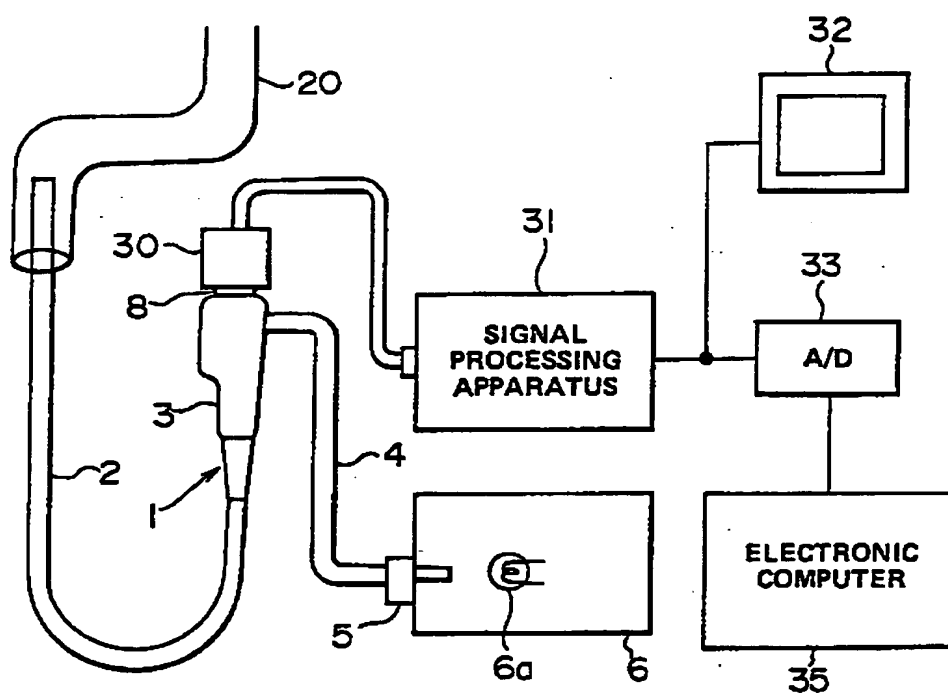 32
20
31
30
33
8
SIGNAL
PROCESSING
APPARATUS
A/D
3
4
2
1
ELECTRONIC
COMPUTER
5
6a
6
35